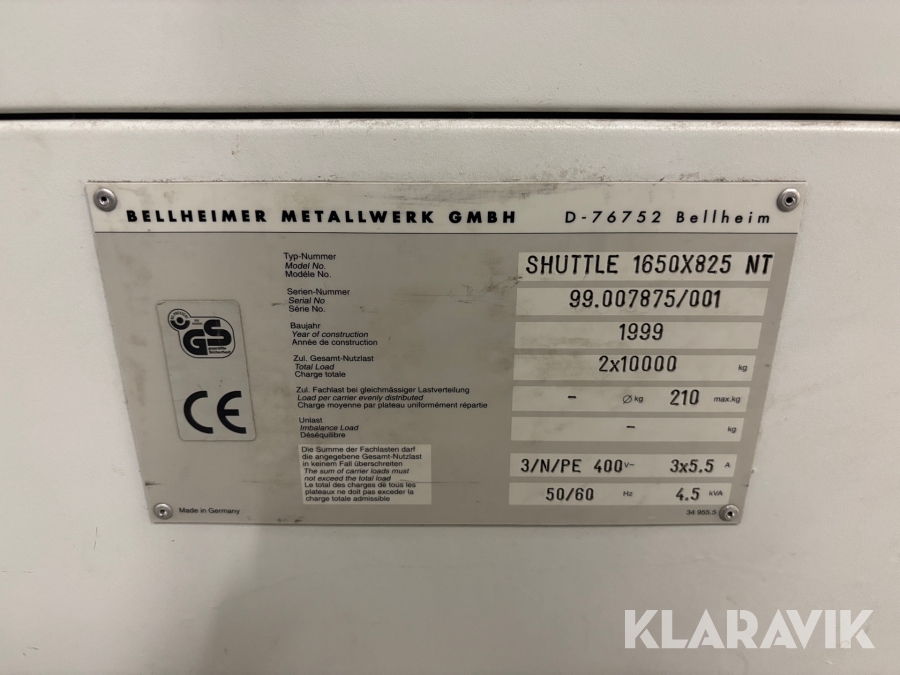 BELLHEIMER METALLWERK GMBH D-76752 Bellheim
Typ-Nummer
Model No.
Modèle No.
SHUTTLE 1650X825 NT
Serien-Nummer
Serial No
Série No.
99.007875/001
Baujahr
Year of construction
Année de construction
1999
Zul. Gesamt-Nutzlast
Total Load
Charge totale
2x10000 kg
Zul. Fachlast bei gleichmässiger Lastverteilung
Load per carrier evenly distributed
Charge moyenne par plateau uniformément répartie
- Ø kg 210 max.kg
Unlast
Imbalance Load
Déséquilibre
- kg
Die Summe der Fachlasten darf
die angegebene Gesamt-Nutzlast
in keinem Fall überschreiten
The sum of carrier loads must
not exceed the total load
Le total des charges de tous les
plateaux ne doit pas exceder la
charge totale admissible
3/N/PE 400 V~ 3x5.5 A
50/60 Hz 4.5 kVA
GS
CE
Made in Germany
34 955.5
KLARAVIK